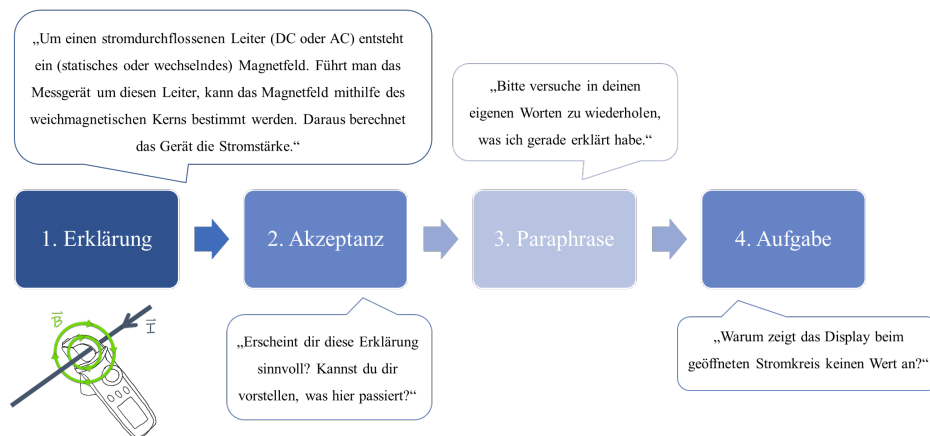 „Um einen stromdurchflossenen Leiter (DC oder AC) entsteht
ein (statisches oder wechselndes) Magnetfeld. Führt man das
Messgerät um diesen Leiter, kann das Magnetfeld mithilfe des
weichmagnetischen Kerns bestimmt werden. Daraus berechnet
das Gerät die Stromstärke.“
„Bitte versuche in deinen
eigenen Worten zu wiederholen,
was ich gerade erklärt habe.“
1. Erklärung
2. Akzeptanz
3. Paraphrase
4. Aufgabe
B
I
„Erscheint dir diese Erklärung
sinnvoll? Kannst du dir
vorstellen, was hier passiert?“
„Warum zeigt das Display beim
geöffneten Stromkreis keinen Wert an?“